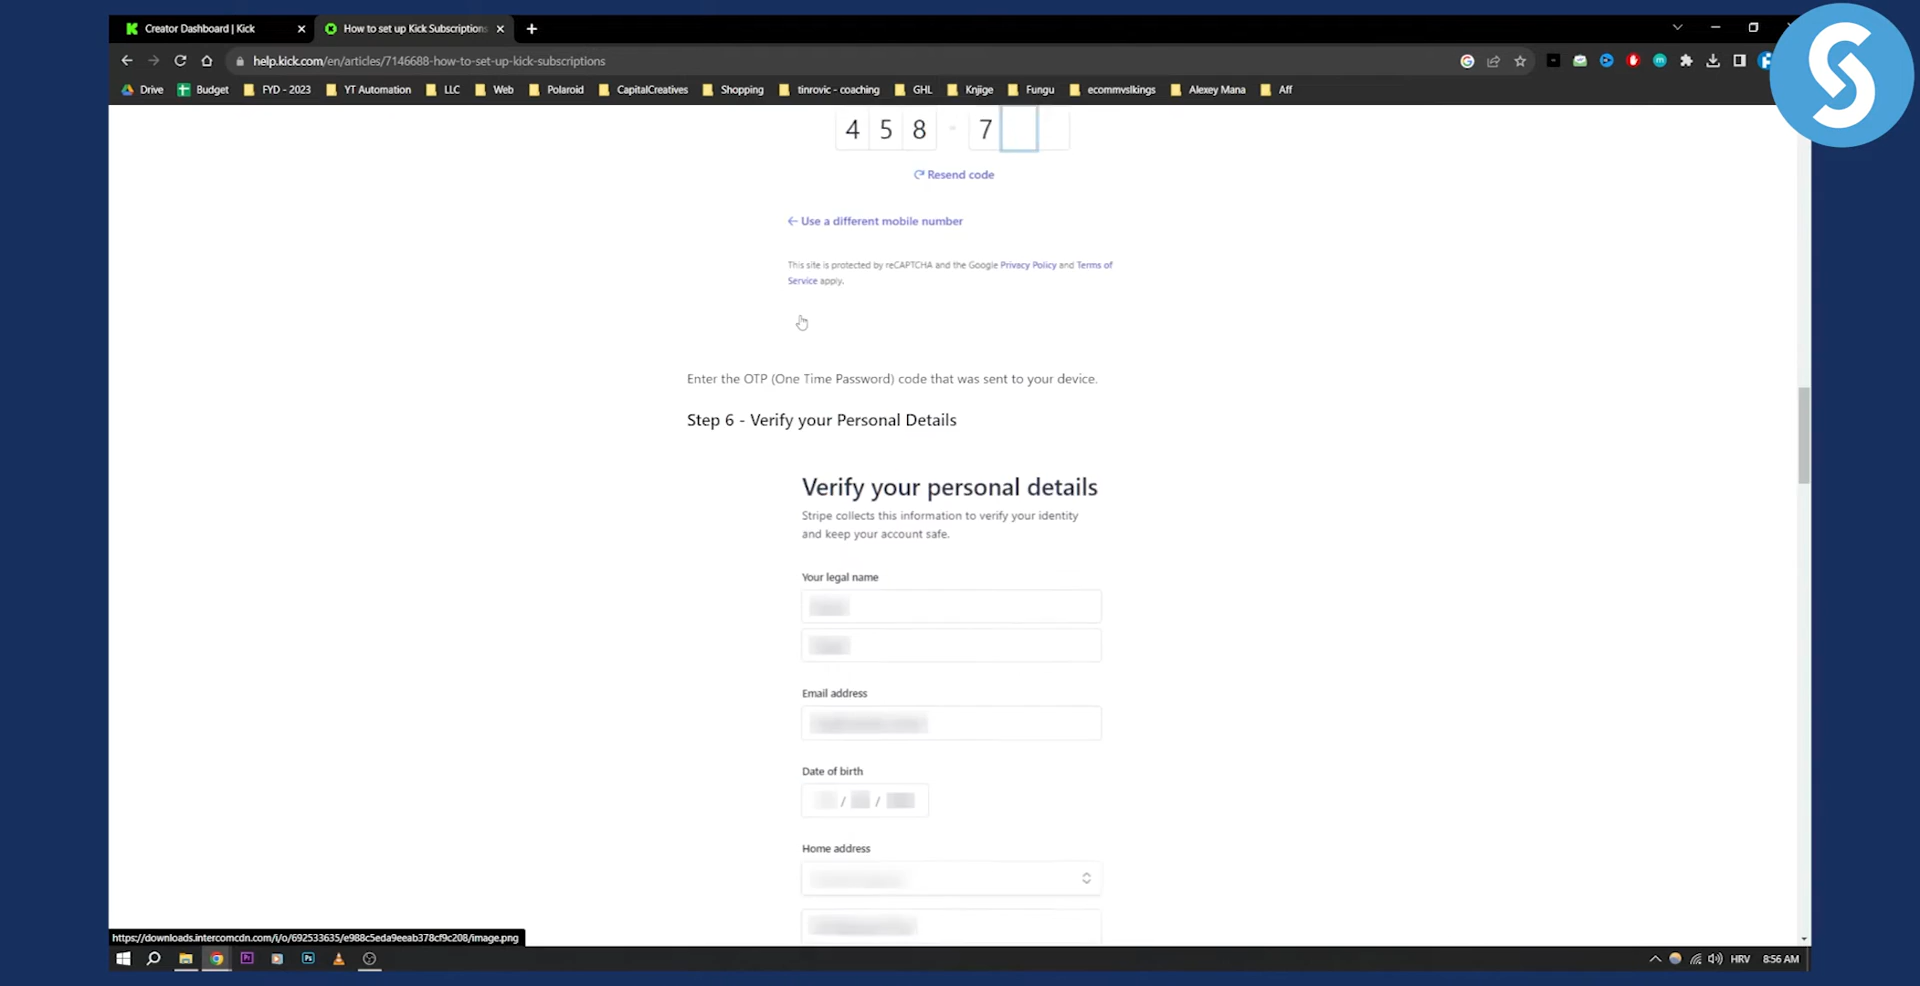 Creator Dashboard | Kick
How to set up Kick Subscriptions
help.kick.com/en/articles/7146688-how-to-set-up-kick-subscriptions
Drive
Budget
FYD - 2023
YT Automation
LLC
Web
Polaroid
CapitalCreatives
Shopping
tinrovic - coaching
GHL
Knjige
Fungu
ecommvslkings
Alexey Mana
Aff
4 5 8 - 7
Resend code
Use a different mobile number
This site is protected by reCAPTCHA and the Google Privacy Policy and Terms of
Service apply.
Enter the OTP (One Time Password) code that was sent to your device.
Step 6 - Verify your Personal Details
Verify your personal details
Stripe collects this information to verify your identity
and keep your account safe.
Your legal name
Email address
Date of birth
/ /
Home address
https://downloads.intercomcdn.com/i/o/692533635/e988c5eda9eeab378cf9c208/image.png
HRV
8:56 AM